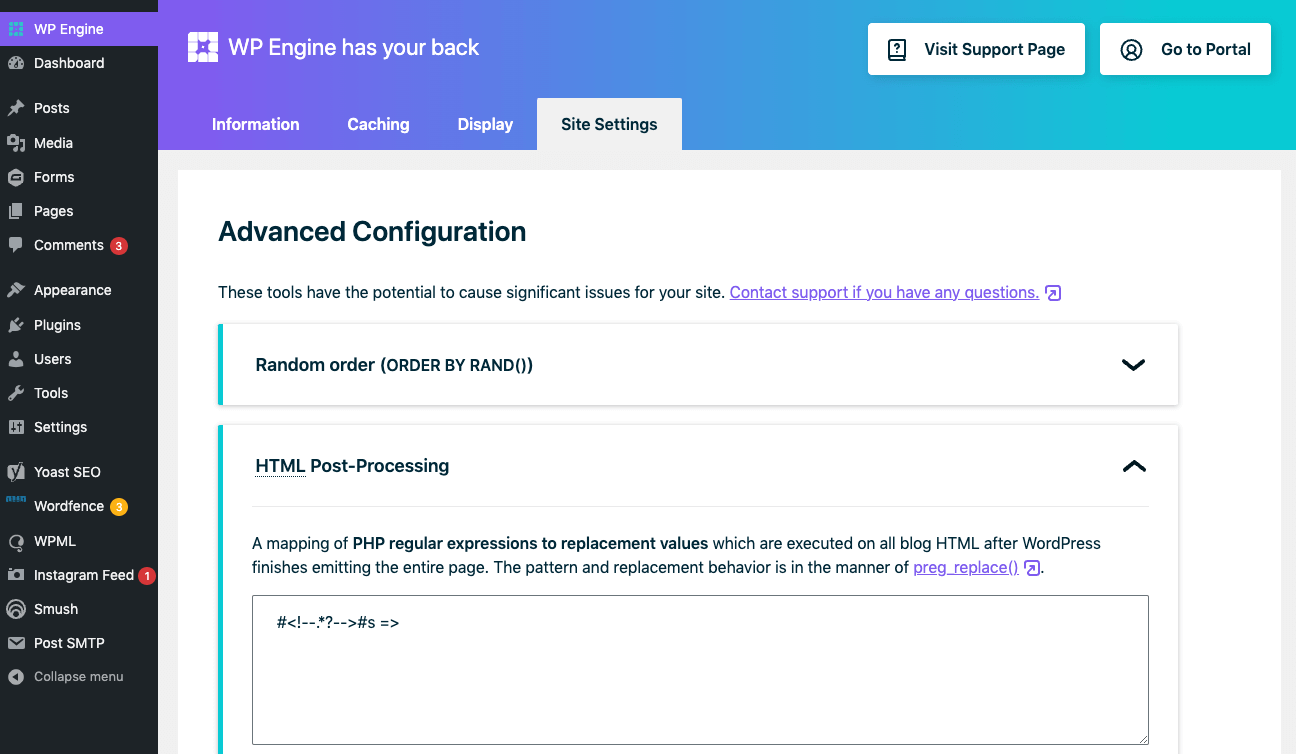 WP Engine
Dashboard
Posts
Media
Forms
Pages
Comments 3
Appearance
Plugins
Users
Tools
Settings
Yoast SEO
Wordfence 3
WPML
Instagram Feed 1
Smush
Post SMTP
Collapse menu
WP Engine has your back
Visit Support Page
Go to Portal
Information Caching Display Site Settings
Advanced Configuration
These tools have the potential to cause significant issues for your site. Contact support if you have any questions.
Random order (ORDER BY RAND())
HTML Post-Processing
A mapping of PHP regular expressions to replacement values which are executed on all blog HTML after WordPress
finishes emitting the entire page. The pattern and replacement behavior is in the manner of preg_replace().
#<!--.*?-->#s =>